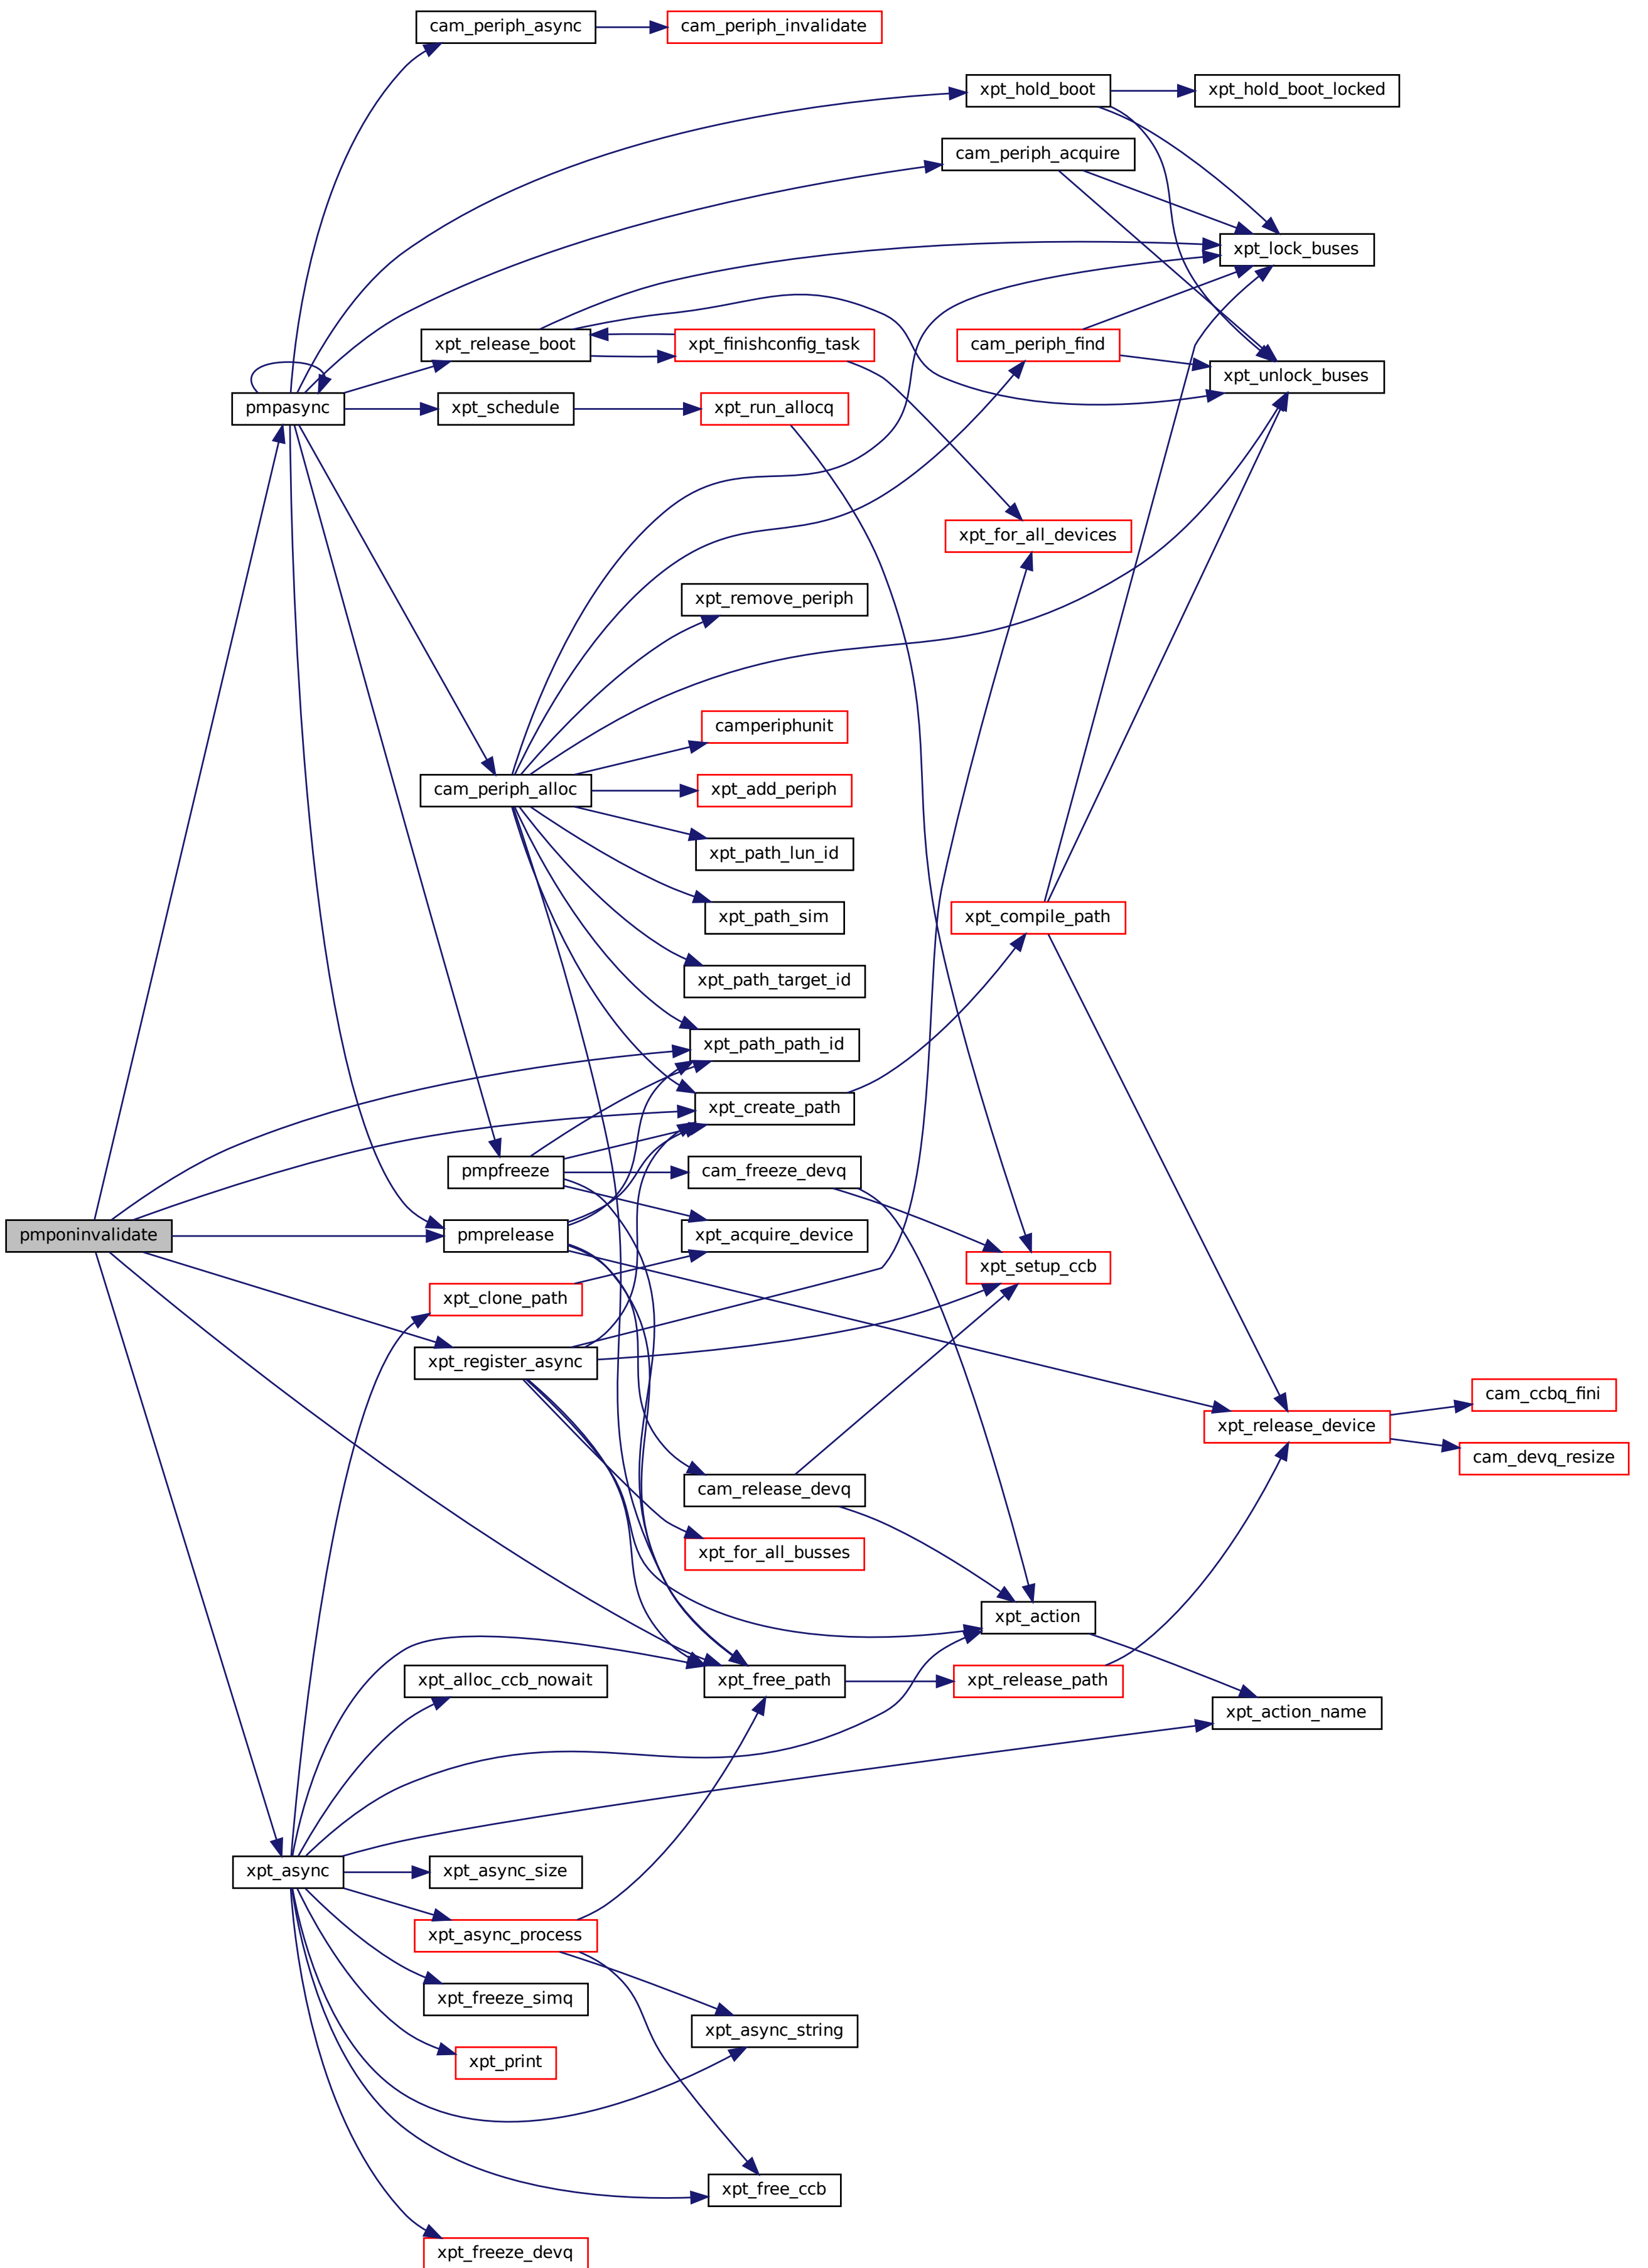 cam_periph_async
cam_periph_invalidate
xpt_hold_boot
xpt_hold_boot_locked
cam_periph_acquire
xpt_lock_buses
xpt_release_boot
xpt_finishconfig_task
cam_periph_find
xpt_unlock_buses
pmpasync
xpt_schedule
xpt_run_allocq
xpt_for_all_devices
xpt_remove_periph
camperiphunit
cam_periph_alloc
xpt_add_periph
xpt_path_lun_id
xpt_path_sim
xpt_compile_path
xpt_path_target_id
xpt_path_path_id
xpt_create_path
pmpfreeze
cam_freeze_devq
pmponinvalidate
pmprelease
xpt_acquire_device
xpt_setup_ccb
xpt_clone_path
xpt_register_async
cam_ccbq_fini
xpt_release_device
cam_devq_resize
cam_release_devq
xpt_for_all_busses
xpt_action
xpt_alloc_ccb_nowait
xpt_free_path
xpt_release_path
xpt_action_name
xpt_async
xpt_async_size
xpt_async_process
xpt_freeze_simq
xpt_async_string
xpt_print
xpt_free_ccb
xpt_freeze_devq